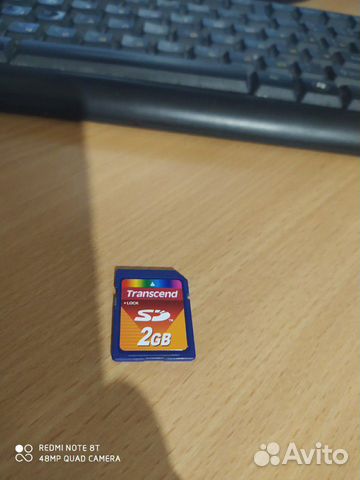 Transcend
LOCK
SD
2GB
REDMI NOTE 8T
48MP QUAD CAMERA
Avito